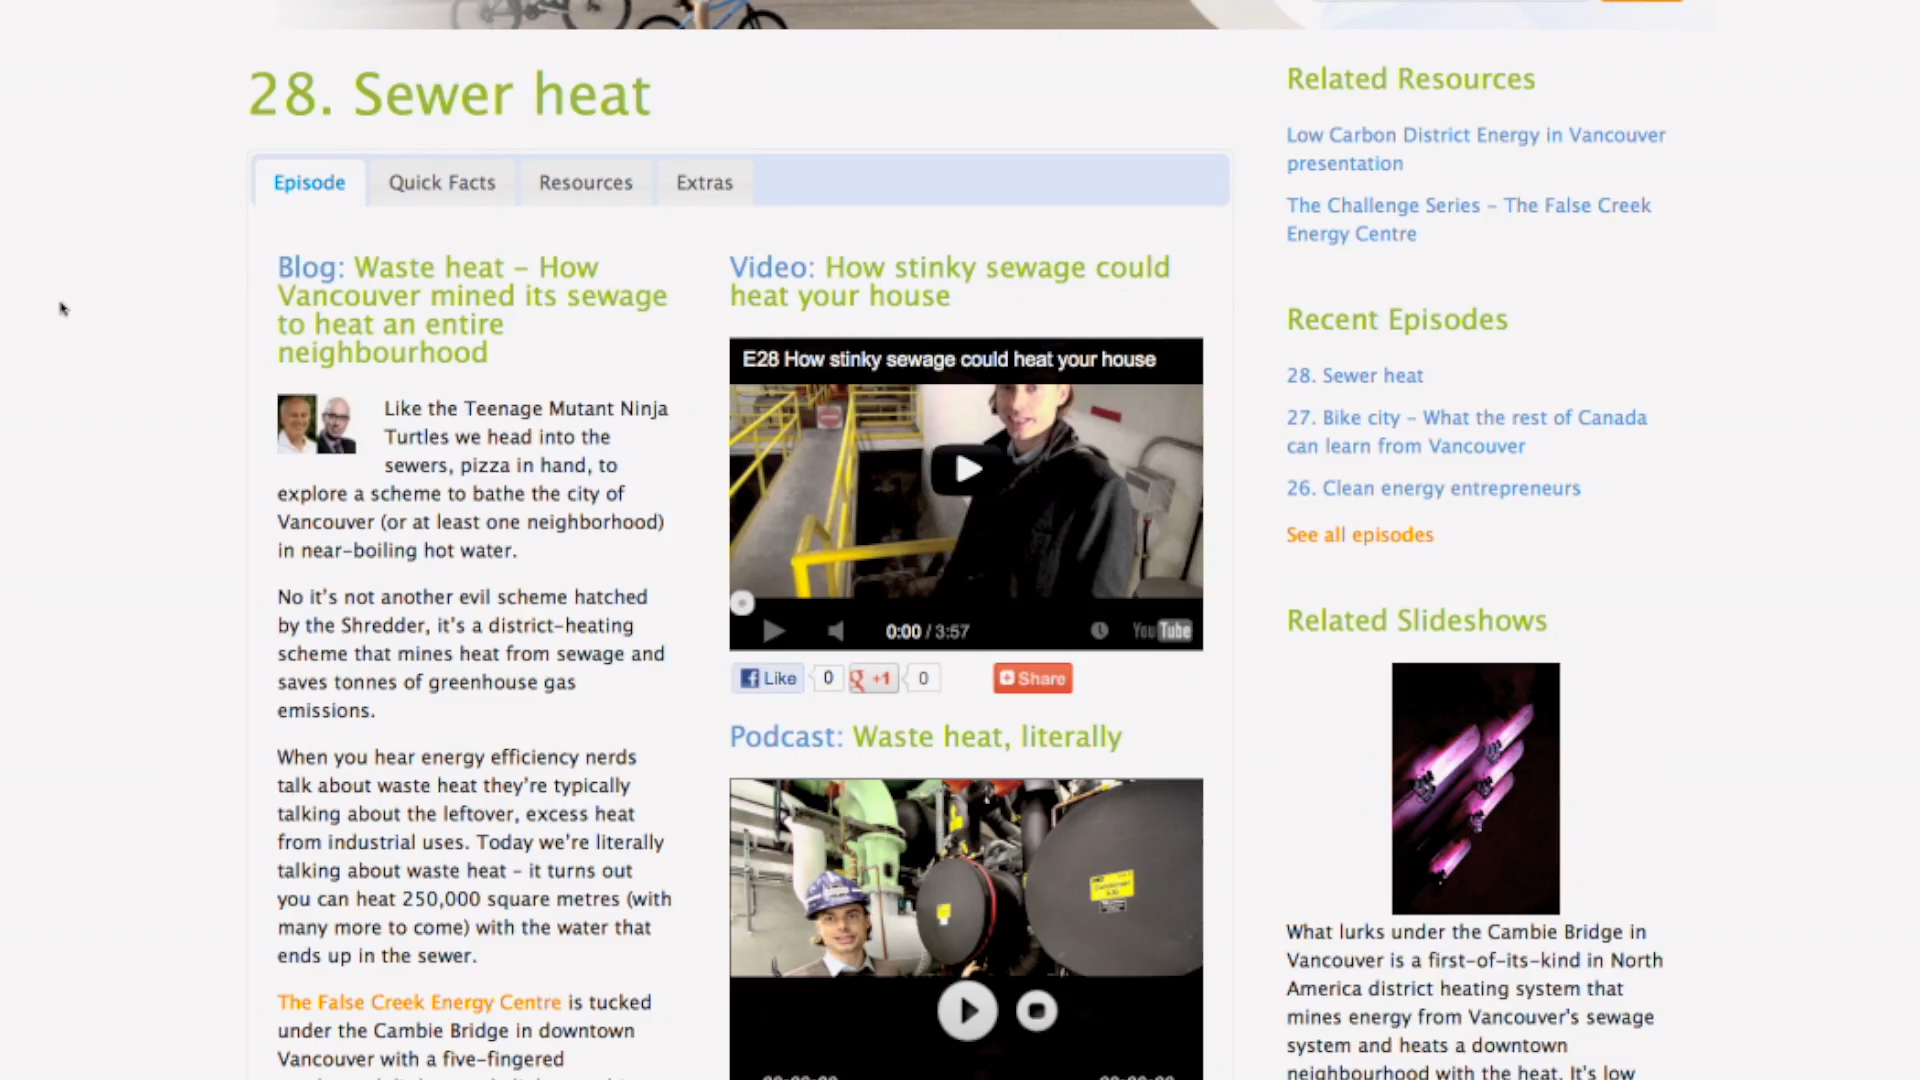 28. Sewer heat
Episode
Quick Facts
Resources
Extras
Blog: Waste heat – How
Vancouver mined its sewage
to heat an entire
neighbourhood
Like the Teenage Mutant Ninja
Turtles we head into the
sewers, pizza in hand, to
explore a scheme to bathe the city of
Vancouver (or at least one neighborhood)
in near-boiling hot water.
No it's not another evil scheme hatched
by the Shredder, it's a district-heating
scheme that mines heat from sewage and
saves tonnes of greenhouse gas
emissions.
When you hear energy efficiency nerds
talk about waste heat they're typically
talking about the leftover, excess heat
from industrial uses. Today we're literally
talking about waste heat – it turns out
you can heat 250,000 square metres (with
many more to come) with the water that
ends up in the sewer.
The False Creek Energy Centre is tucked
under the Cambie Bridge in downtown
Vancouver with a five-fingered
Video: How stinky sewage could
heat your house
E28 How stinky sewage could heat your house
0:00 / 3:57
YouTube
Like 0 +1 0 Share
Podcast: Waste heat, literally
Related Resources
Low Carbon District Energy in Vancouver
presentation
The Challenge Series – The False Creek
Energy Centre
Recent Episodes
28. Sewer heat
27. Bike city – What the rest of Canada
can learn from Vancouver
26. Clean energy entrepreneurs
See all episodes
Related Slideshows
What lurks under the Cambie Bridge in
Vancouver is a first-of-its-kind in North
America district heating system that
mines energy from Vancouver's sewage
system and heats a downtown
neighbourhood with the heat. It's low